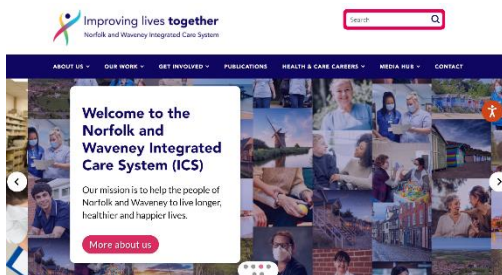 Improving lives together
Norfolk and Waveney Integrated Care System
Search
ABOUT US OUR WORK GET INVOLVED PUBLICATIONS HEALTH & CARE CAREERS MEDIA HUB CONTACT
Welcome to the
Norfolk and
Waveney Integrated
Care System (ICS)
Our mission is to help the people of
Norfolk and Waveney to live longer,
healthier and happier lives.
More about us